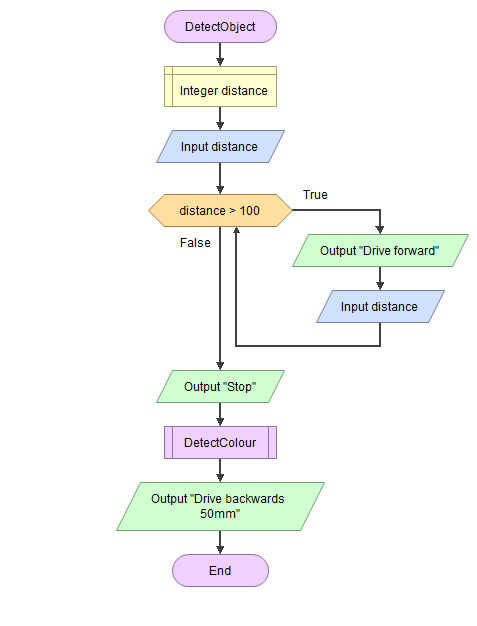 DetectObject
Integer distance
Input distance
distance > 100
True
False
Output "Drive forward"
Input distance
Output "Stop"
DetectColour
Output "Drive backwards
50mm"
End